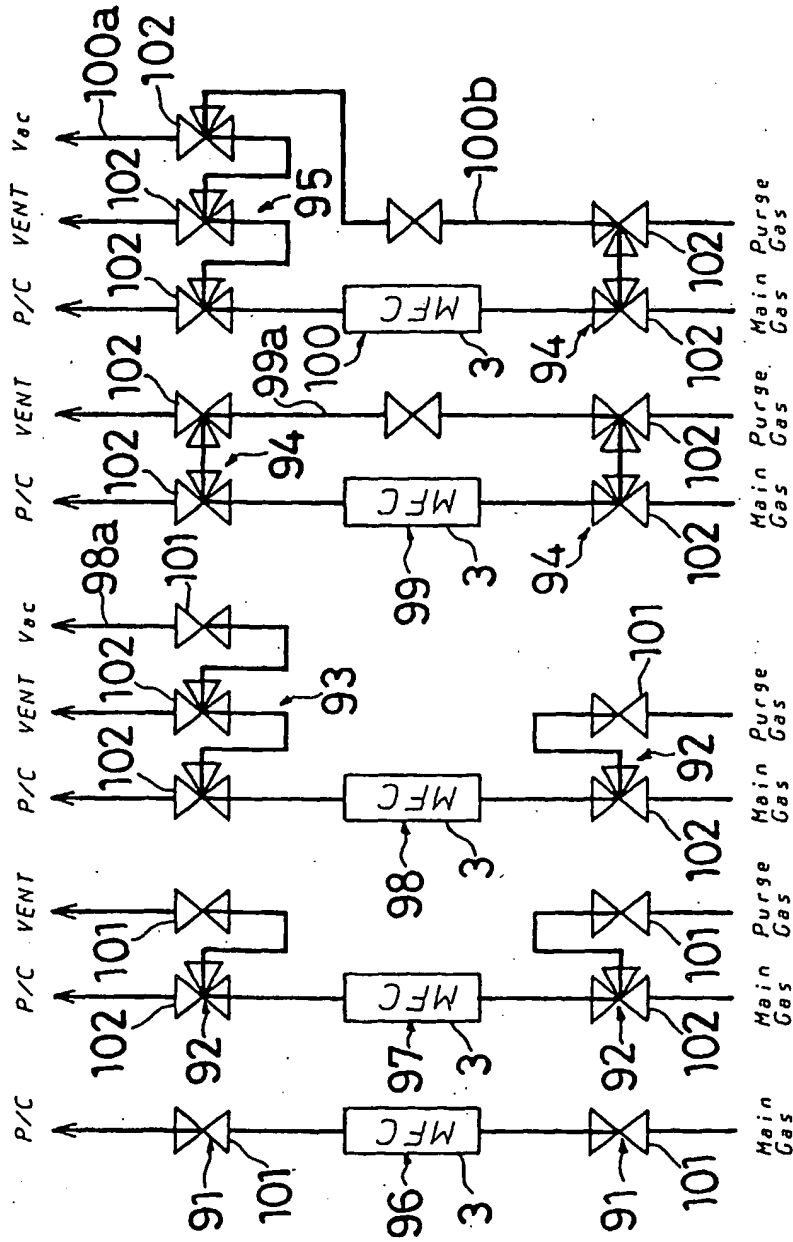 P/C
P/C VENT
P/C VENT Vac
P/C VENT
P/C VENT Vac
98a
100a
101
101
102
102
102
102
101
102
102
102
102
102
91
92
93
94
95
99a
100b
MFC
MFC
MFC
MFC
MFC
96
97
98
99
100
3
3
3
3
3
91
92
92
94
94
101
102
101
102
101
102
102
102
102
Main Gas
Main Gas
Purge Gas
Main Gas
Purge Gas
Main Gas
Purge Gas
Main Gas
Purge Gas